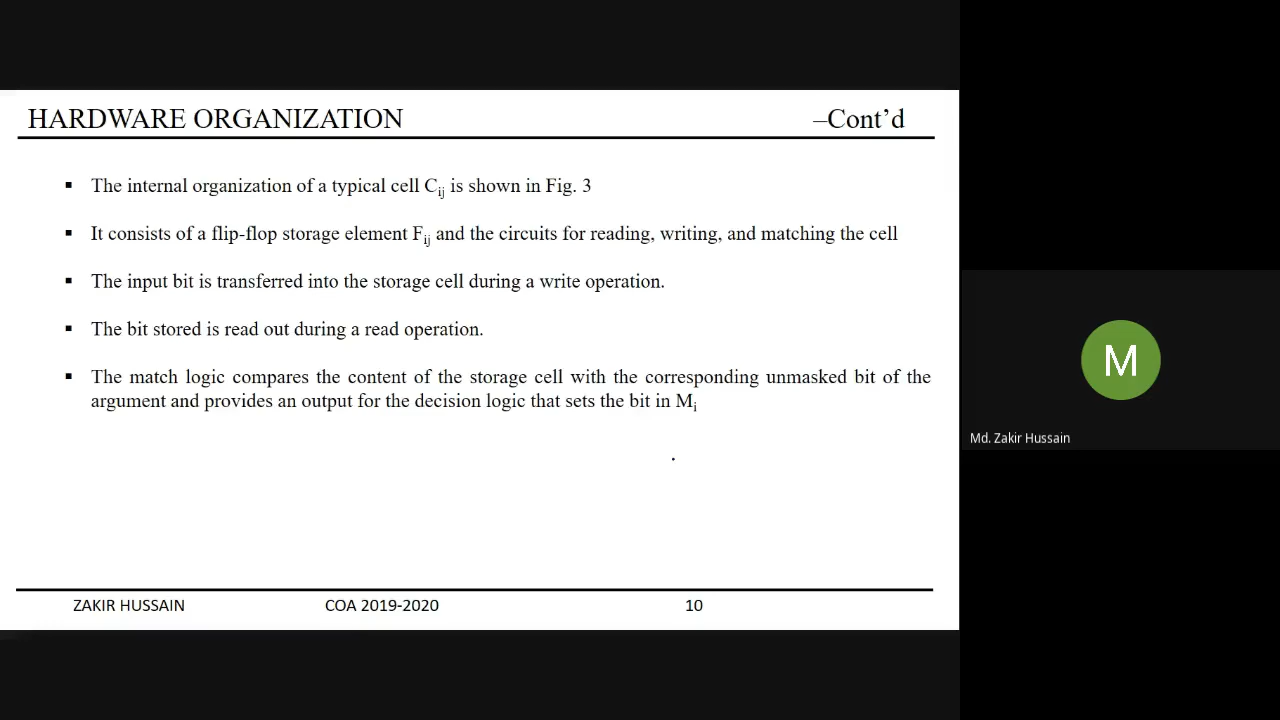 HARDWARE ORGANIZATION –Cont’d
▪ The internal organization of a typical cell Cij is shown in Fig. 3
▪ It consists of a flip-flop storage element Fij and the circuits for reading, writing, and matching the cell
▪ The input bit is transferred into the storage cell during a write operation.
▪ The bit stored is read out during a read operation.
▪ The match logic compares the content of the storage cell with the corresponding unmasked bit of the
argument and provides an output for the decision logic that sets the bit in Mi
ZAKIR HUSSAIN COA 2019-2020 10
M
Md. Zakir Hussain